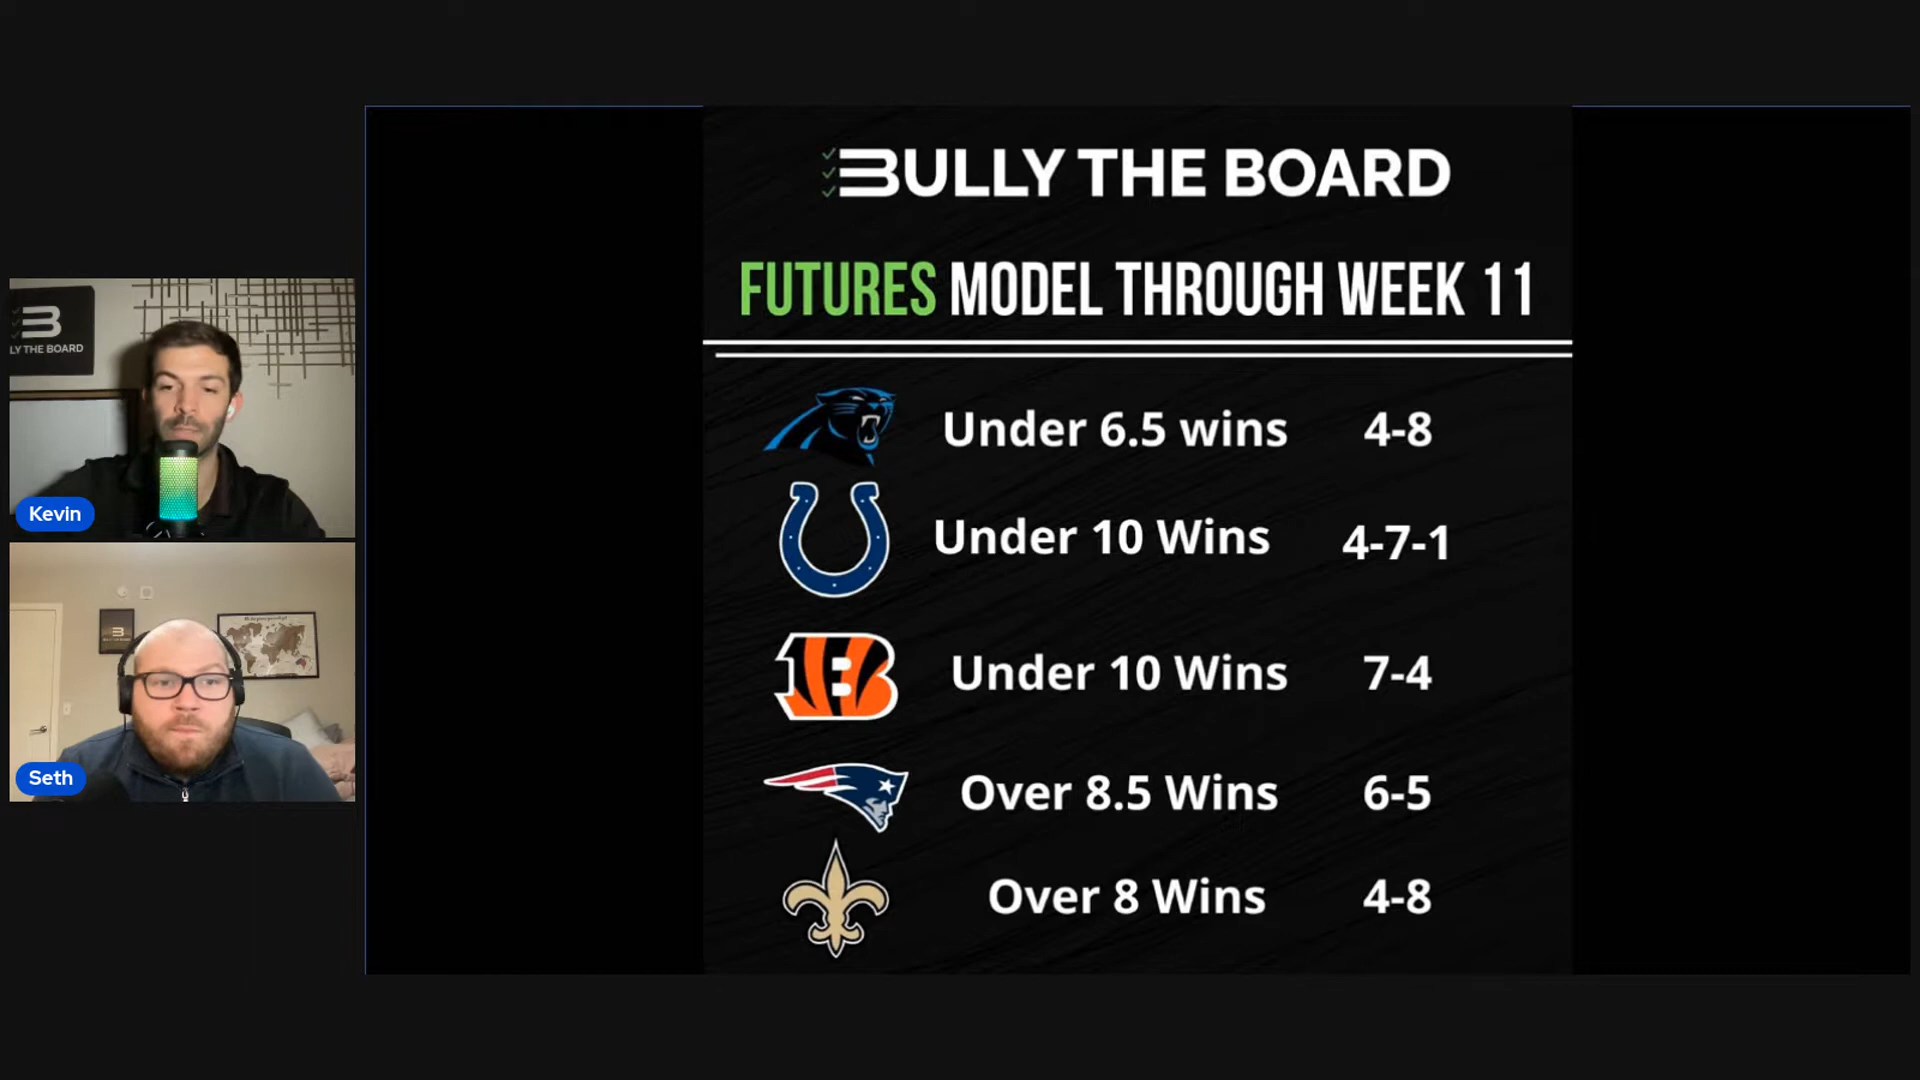 BULLY THE BOARD
FUTURES MODEL THROUGH WEEK 11
Under 6.5 wins 4-8
Under 10 Wins 4-7-1
Under 10 Wins 7-4
Over 8.5 Wins 6-5
Over 8 Wins 4-8
LY THE BOARD
Kevin
Seth